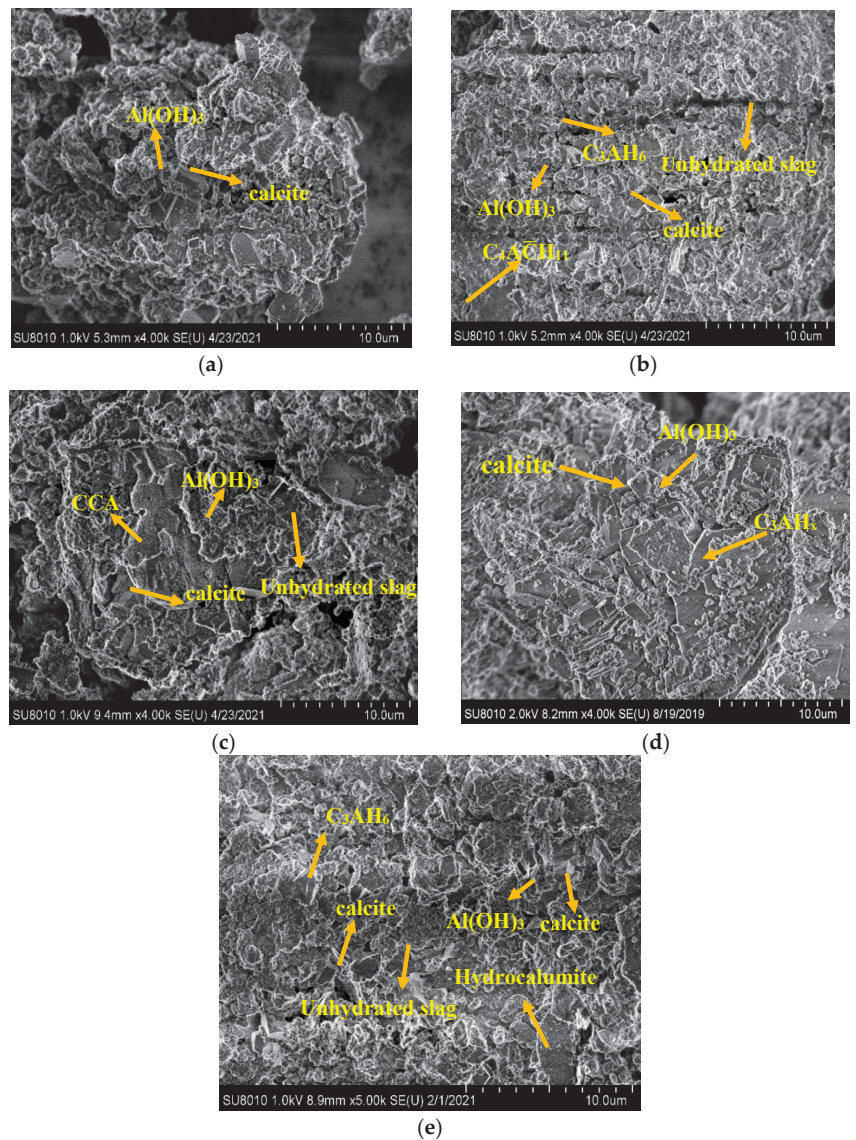 Al(OH)₃
calcite
SU8010 1.0kV 5.3mm x4.00k SE(U) 4/23/2021
10.0um
(a)
C₃AH₆
Unhydrated slag
Al(OH)₃
calcite
C₄AC̅H₁₁
SU8010 1.0kV 5.2mm x4.00k SE(U) 4/23/2021
10.0um
(b)
Al(OH)₃
CCA
calcite
Unhydrated slag
SU8010 1.0kV 9.4mm x4.00k SE(U) 4/23/2021
10.0um
(c)
Al(OH)₃
calcite
C₃AHₓ
SU8010 2.0kV 8.2mm x4.00k SE(U) 8/19/2019
10.0um
(d)
C₃AH₆
calcite
Al(OH)₃
calcite
Hydrocalumite
Unhydrated slag
SU8010 1.0kV 8.9mm x5.00k SE(U) 2/1/2021
10.0um
(e)